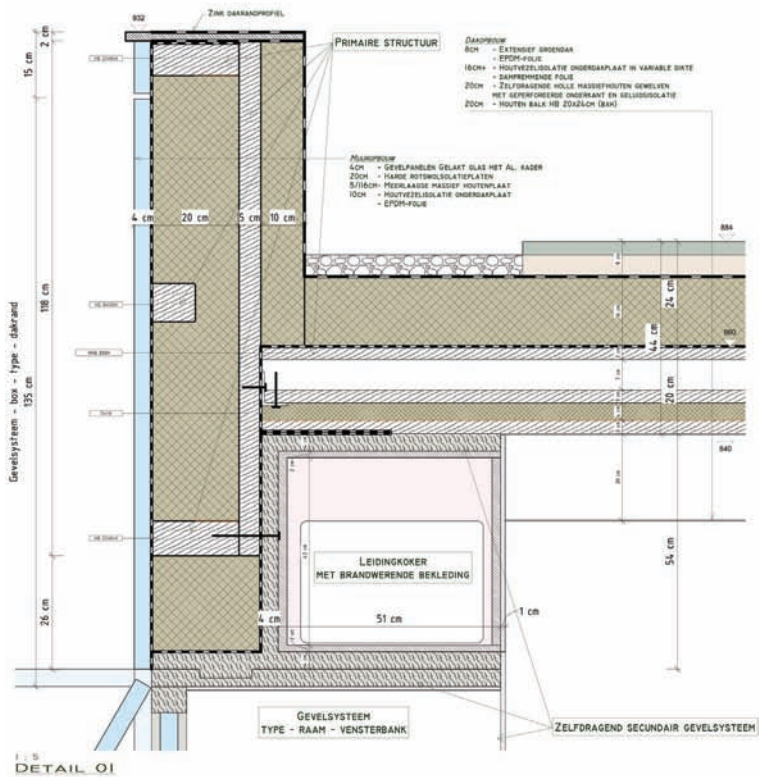 932
ZINK DAKRANDPROFIEL
PRIMAIRE STRUCTUUR
DAKOPBOUW
8CM - EXTENSIEF GROENDAK
- EPDM-FOLIE
16CM+ - HOUTVEZELISOLATIE ONDERDAKPLAAT IN VARIABLE DIKTE
- DAMPREMMENDE FOLIE
20CM - ZELFDRAGENDE HOLLE MASSIEFHOUTEN GEWELVEN
MET GEPERFOREERDE ONDERKANT EN GELUIDSISOLATIE
20CM - HOUTEN BALK HB 20X24CM (BXH)
MUUROPBOUW
4CM - GEVELPANELEN GELAKT GLAS MET AL. KADER
20CM - HARDE ROTSWOLISOLATIEPLATEN
5/116CM- MEERLAAGSE MASSIEF HOUTENPLAAT
10CM - HOUTVEZELISOLATIE ONDERDAKPLAAT
- EPDM-FOLIE
2 cm
15 cm
4 cm
20 cm
5 cm
10 cm
884
24 cm
118 cm
44 cm
860
135 cm
20 cm
Gevelsysteem - box - type - dakrand
840
LEIDINGKOKER
MET BRANDWERENDE BEKLEDING
54 cm
26 cm
4 cm
51 cm
1 cm
GEVELSYSTEEM
TYPE - RAAM - VENSTERBANK
ZELFDRAGEND SECUNDAIR GEVELSYSTEEM
1 : 5
DETAIL 01